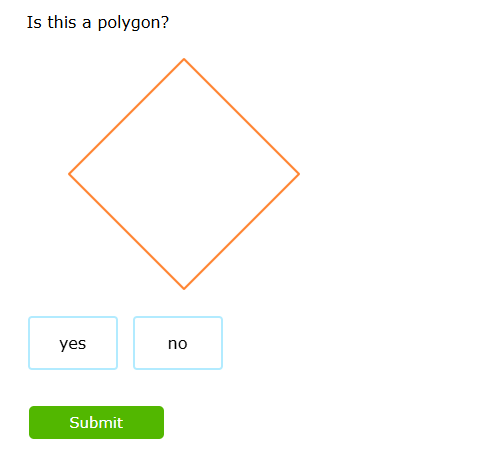 Is this a polygon?
yes
no
Submit